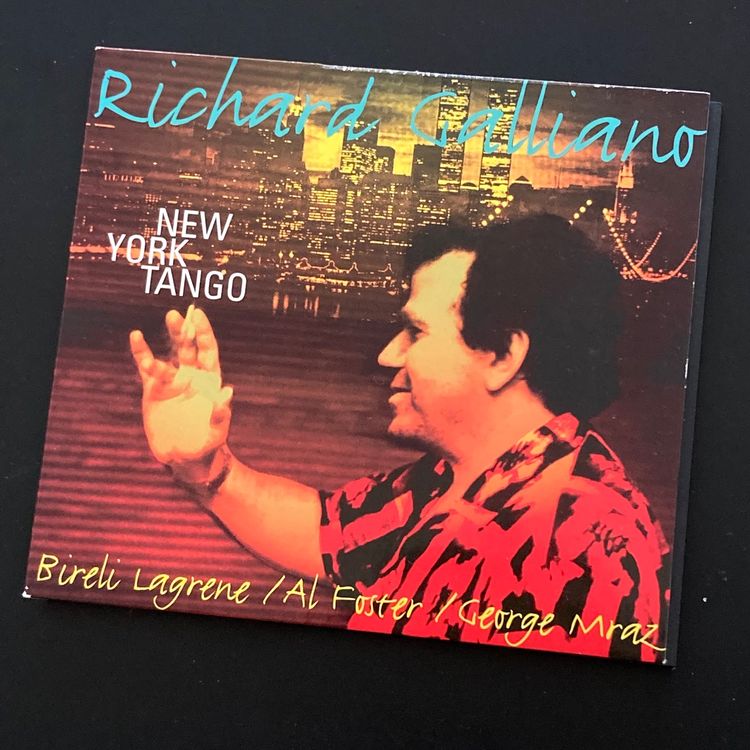 Richard Galliano
NEW
YORK
TANGO
Bireli Lagrene / Al Foster / George Mraz